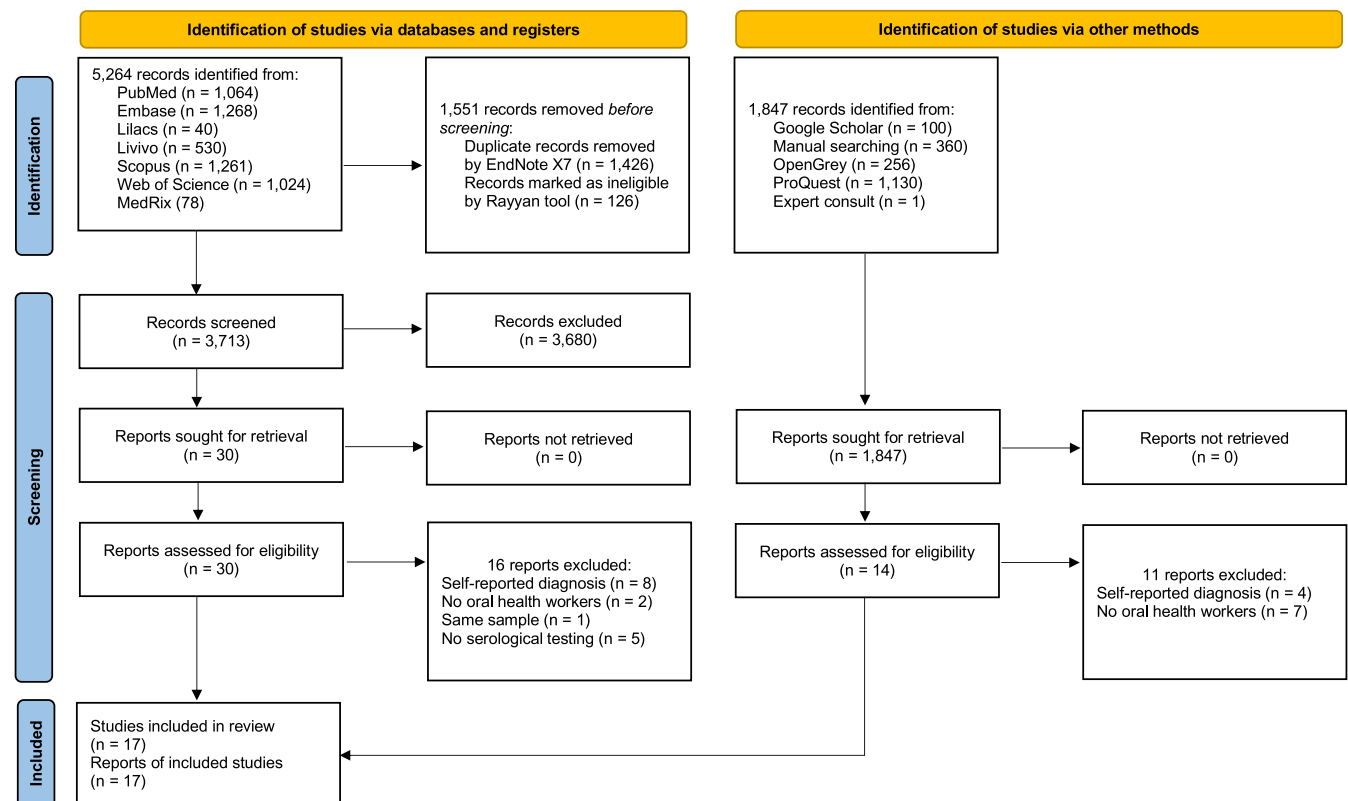 Identification of studies via databases and registers
Identification of studies via other methods
Identification
5,264 records identified from:
PubMed (n = 1,064)
Embase (n = 1,268)
Lilacs (n = 40)
Livivo (n = 530)
Scopus (n = 1,261)
Web of Science (n = 1,024)
MedRix (78)
1,551 records removed before
screening:
Duplicate records removed
by EndNote X7 (n = 1,426)
Records marked as ineligible
by Rayyan tool (n = 126)
1,847 records identified from:
Google Scholar (n = 100)
Manual searching (n = 360)
OpenGrey (n = 256)
ProQuest (n = 1,130)
Expert consult (n = 1)
Screening
Records screened
(n = 3,713)
Records excluded
(n = 3,680)
Reports sought for retrieval
(n = 30)
Reports not retrieved
(n = 0)
Reports sought for retrieval
(n = 1,847)
Reports not retrieved
(n = 0)
Reports assessed for eligibility
(n = 30)
16 reports excluded:
Self-reported diagnosis (n = 8)
No oral health workers (n = 2)
Same sample (n = 1)
No serological testing (n = 5)
Reports assessed for eligibility
(n = 14)
11 reports excluded:
Self-reported diagnosis (n = 4)
No oral health workers (n = 7)
Included
Studies included in review
(n = 17)
Reports of included studies
(n = 17)